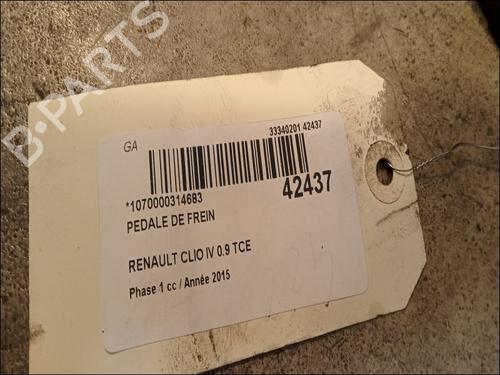 B-PARTS
GA
33340201 42437
*1070000314683
42437
PEDALE DE FREIN
RENAULT CLIO IV 0.9 TCE
Phase 1 cc / Année 2015